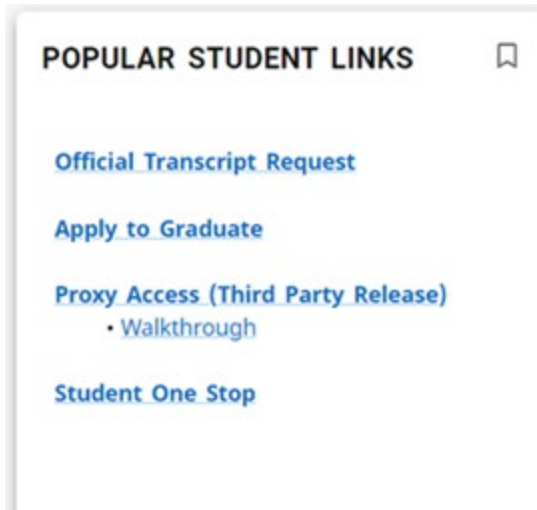 POPULAR STUDENT LINKS
Official Transcript Request
Apply to Graduate
Proxy Access (Third Party Release)
• Walkthrough
Student One Stop